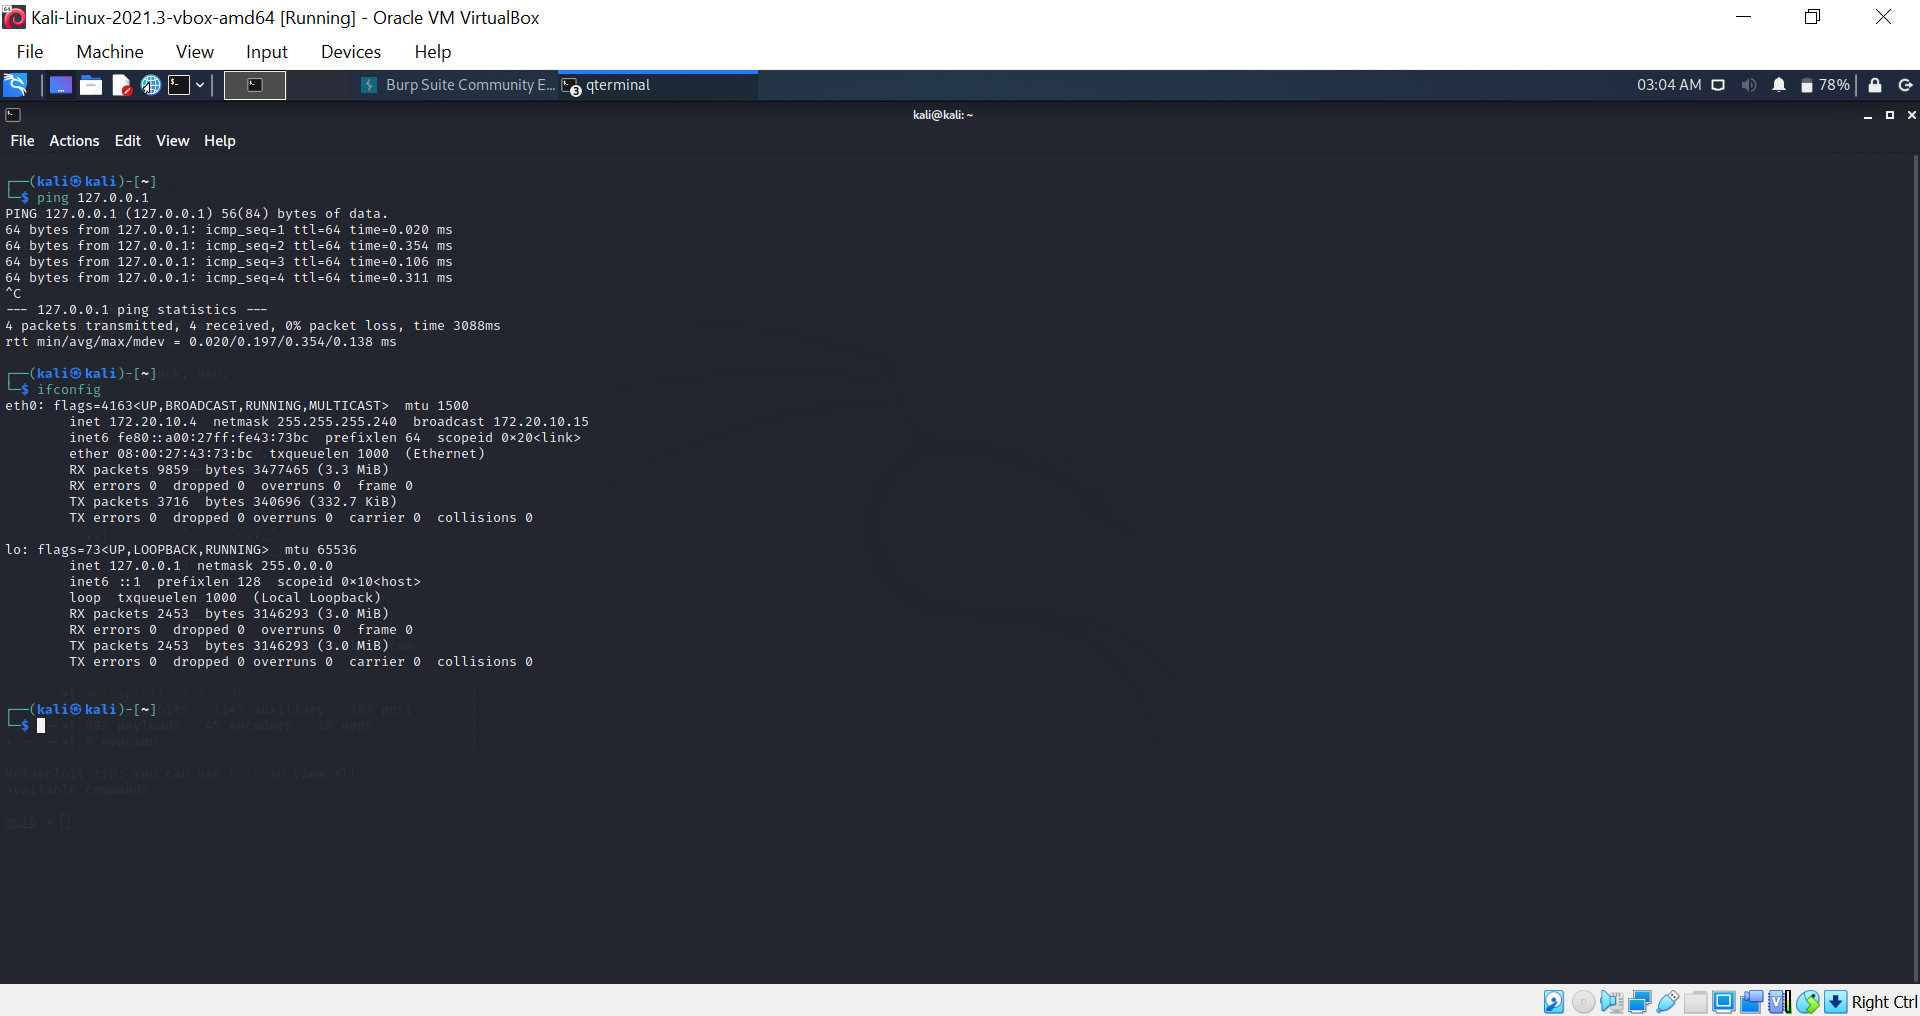 Kali-Linux-2021.3-vbox-amd64 [Running] - Oracle VM VirtualBox
File Machine View Input Devices Help
Burp Suite Community E... 3 qterminal 03:04 AM 78%
kali@kali: ~
File Actions Edit View Help
┌──(kali㉿kali)-[~]
└─$ ping 127.0.0.1
PING 127.0.0.1 (127.0.0.1) 56(84) bytes of data.
64 bytes from 127.0.0.1: icmp_seq=1 ttl=64 time=0.020 ms
64 bytes from 127.0.0.1: icmp_seq=2 ttl=64 time=0.354 ms
64 bytes from 127.0.0.1: icmp_seq=3 ttl=64 time=0.106 ms
64 bytes from 127.0.0.1: icmp_seq=4 ttl=64 time=0.311 ms
^C
--- 127.0.0.1 ping statistics ---
4 packets transmitted, 4 received, 0% packet loss, time 3088ms
rtt min/avg/max/mdev = 0.020/0.197/0.354/0.138 ms
┌──(kali㉿kali)-[~]
└─$ ifconfig
eth0: flags=4163<UP,BROADCAST,RUNNING,MULTICAST>  mtu 1500
inet 172.20.10.4  netmask 255.255.255.240  broadcast 172.20.10.15
inet6 fe80::a00:27ff:fe43:73bc  prefixlen 64  scopeid 0x20<link>
ether 08:00:27:43:73:bc  txqueuelen 1000  (Ethernet)
RX packets 9859  bytes 3477465 (3.3 MiB)
RX errors 0  dropped 0  overruns 0  frame 0
TX packets 3716  bytes 340696 (332.7 KiB)
TX errors 0  dropped 0 overruns 0  carrier 0  collisions 0
lo: flags=73<UP,LOOPBACK,RUNNING>  mtu 65536
inet 127.0.0.1  netmask 255.0.0.0
inet6 ::1  prefixlen 128  scopeid 0x10<host>
loop  txqueuelen 1000  (Local Loopback)
RX packets 2453  bytes 3146293 (3.0 MiB)
RX errors 0  dropped 0  overruns 0  frame 0
TX packets 2453  bytes 3146293 (3.0 MiB)
TX errors 0  dropped 0 overruns 0  carrier 0  collisions 0
┌──(kali㉿kali)-[~]
└─$
Metasploit tip: You can use help to view all
available commands
msf6 >
Right Ctrl